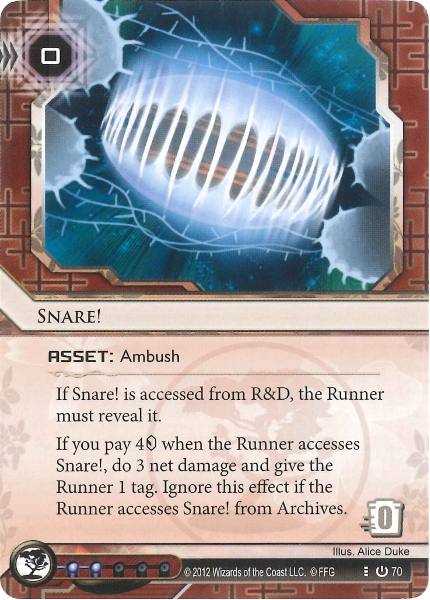 0
SNARE!
ASSET: Ambush
If Snare! is accessed from R&D, the Runner
must reveal it.
If you pay 4 when the Runner accesses
Snare!, do 3 net damage and give the
Runner 1 tag. Ignore this effect if the
Runner accesses Snare! from Archives.
0
Illus. Alice Duke
© 2012 Wizards of the Coast LLC. © FFG 70